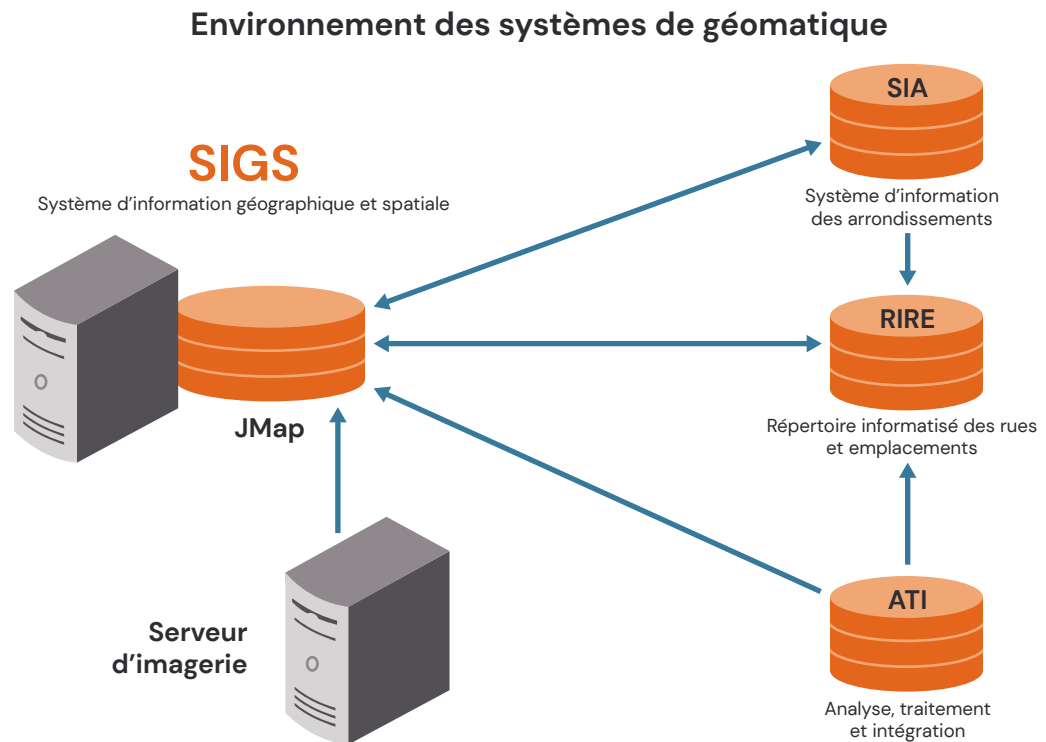 Environnement des systèmes de géomatique
SIGS
Système d’information géographique et spatiale
JMap
Serveur
d’imagerie
SIA
Système d’information
des arrondissements
RIRE
Répertoire informatisé des rues
et emplacements
ATI
Analyse, traitement
et intégration